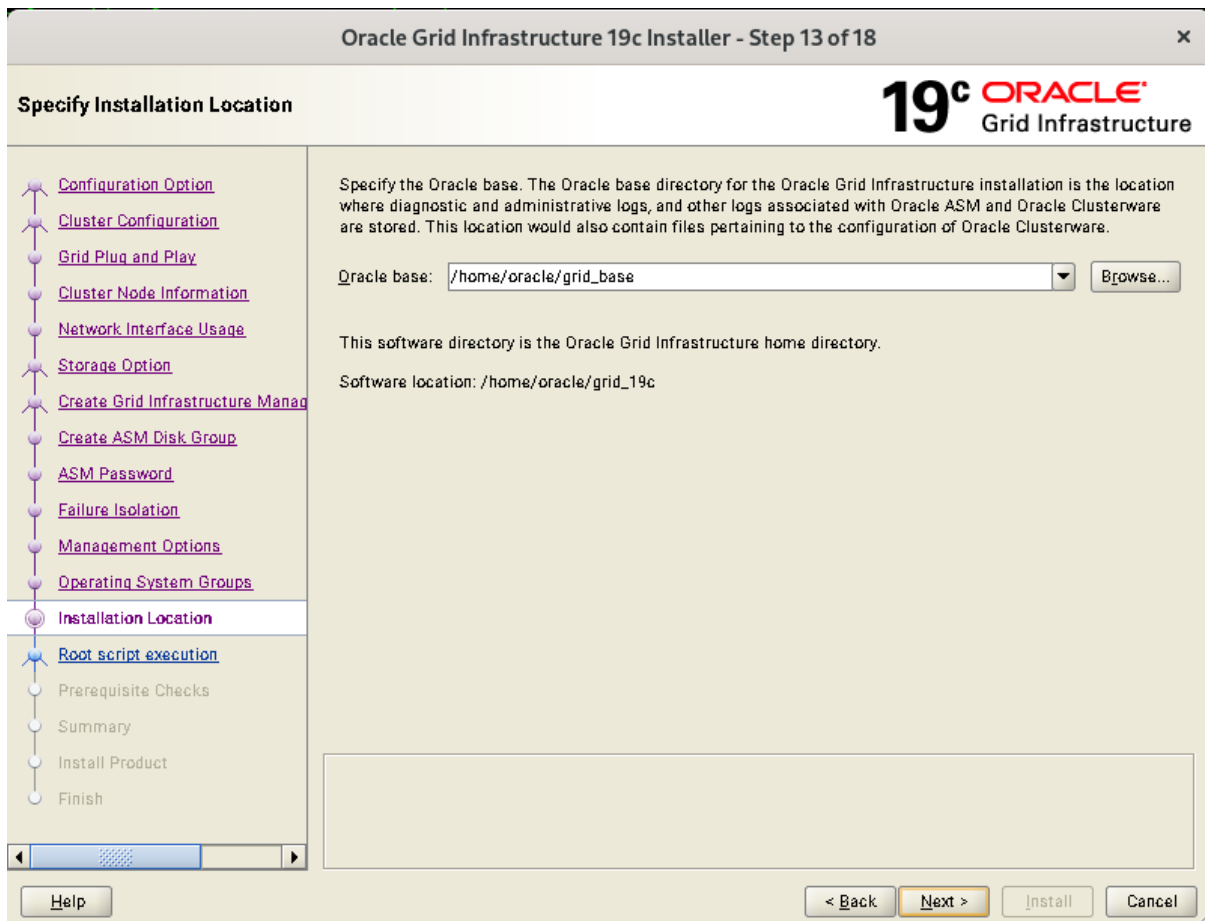 Oracle Grid Infrastructure 19c Installer - Step 13 of 18
×
Specify Installation Location
19c ORACLE
Grid Infrastructure
Configuration Option
Cluster Configuration
Grid Plug and Play
Cluster Node Information
Network Interface Usage
Storage Option
Create Grid Infrastructure Manag
Create ASM Disk Group
ASM Password
Failure Isolation
Management Options
Operating System Groups
Installation Location
Root script execution
Prerequisite Checks
Summary
Install Product
Finish
Specify the Oracle base. The Oracle base directory for the Oracle Grid Infrastructure installation is the location
where diagnostic and administrative logs, and other logs associated with Oracle ASM and Oracle Clusterware
are stored. This location would also contain files pertaining to the configuration of Oracle Clusterware.
Oracle base: /home/oracle/grid_base Browse...
This software directory is the Oracle Grid Infrastructure home directory.
Software location: /home/oracle/grid_19c
Help < Back Next > Install Cancel